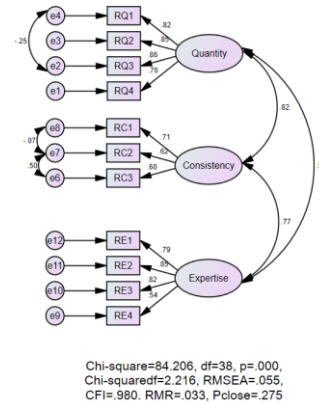 e4 RQ1 .82
-.25 e3 RQ2 .85 Quantity
e2 RQ3 .86
e1 RQ4 .76
.82
e8 RC1 .71
-.07 e7 RC2 .62 Consistency
.50 e6 RC3 .60
.77
e12 RE1 .79
e11 RE2 .85 Expertise
e10 RE3 .82
e9 RE4 .54
Chi-square=84.206, df=38, p=.000,
Chi-squaredf=2.216, RMSEA=.055,
CFI=.980. RMR=.033, Pclose=.275